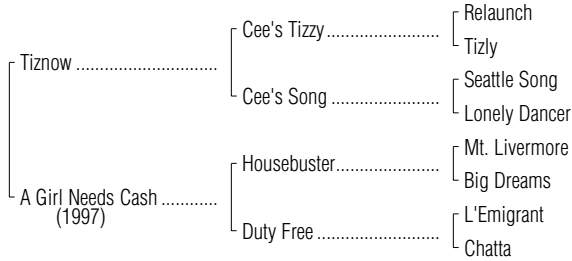 Relaunch
Cee's Tizzy
Tizly
Tiznow
Seattle Song
Cee's Song
Lonely Dancer
Mt. Livermore
Housebuster
Big Dreams
A Girl Needs Cash
(1997)
L'Emigrant
Duty Free
Chatta